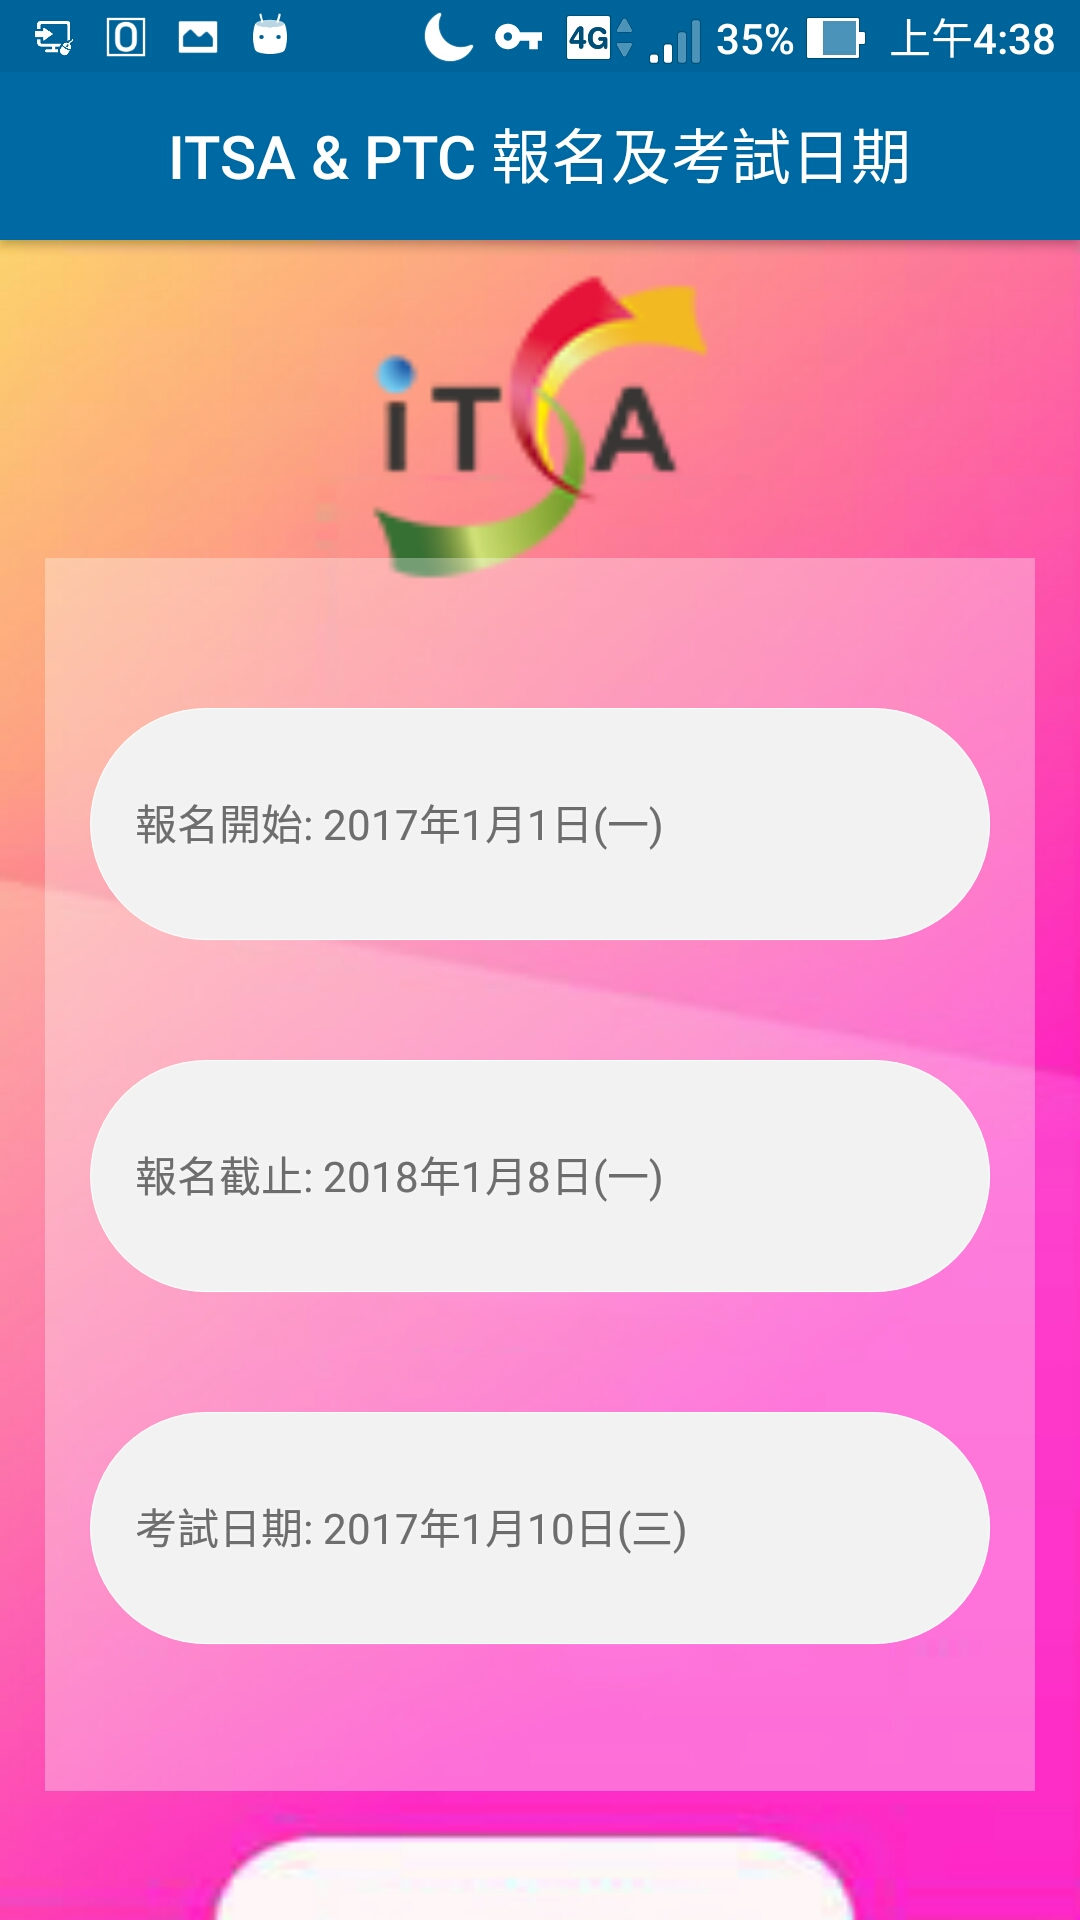 4G 35% 上午4:38
ITSA & PTC 報名及考試日期
iTSA
報名開始: 2017年1月1日(一)
報名截止: 2018年1月8日(一)
考試日期: 2017年1月10日(三)